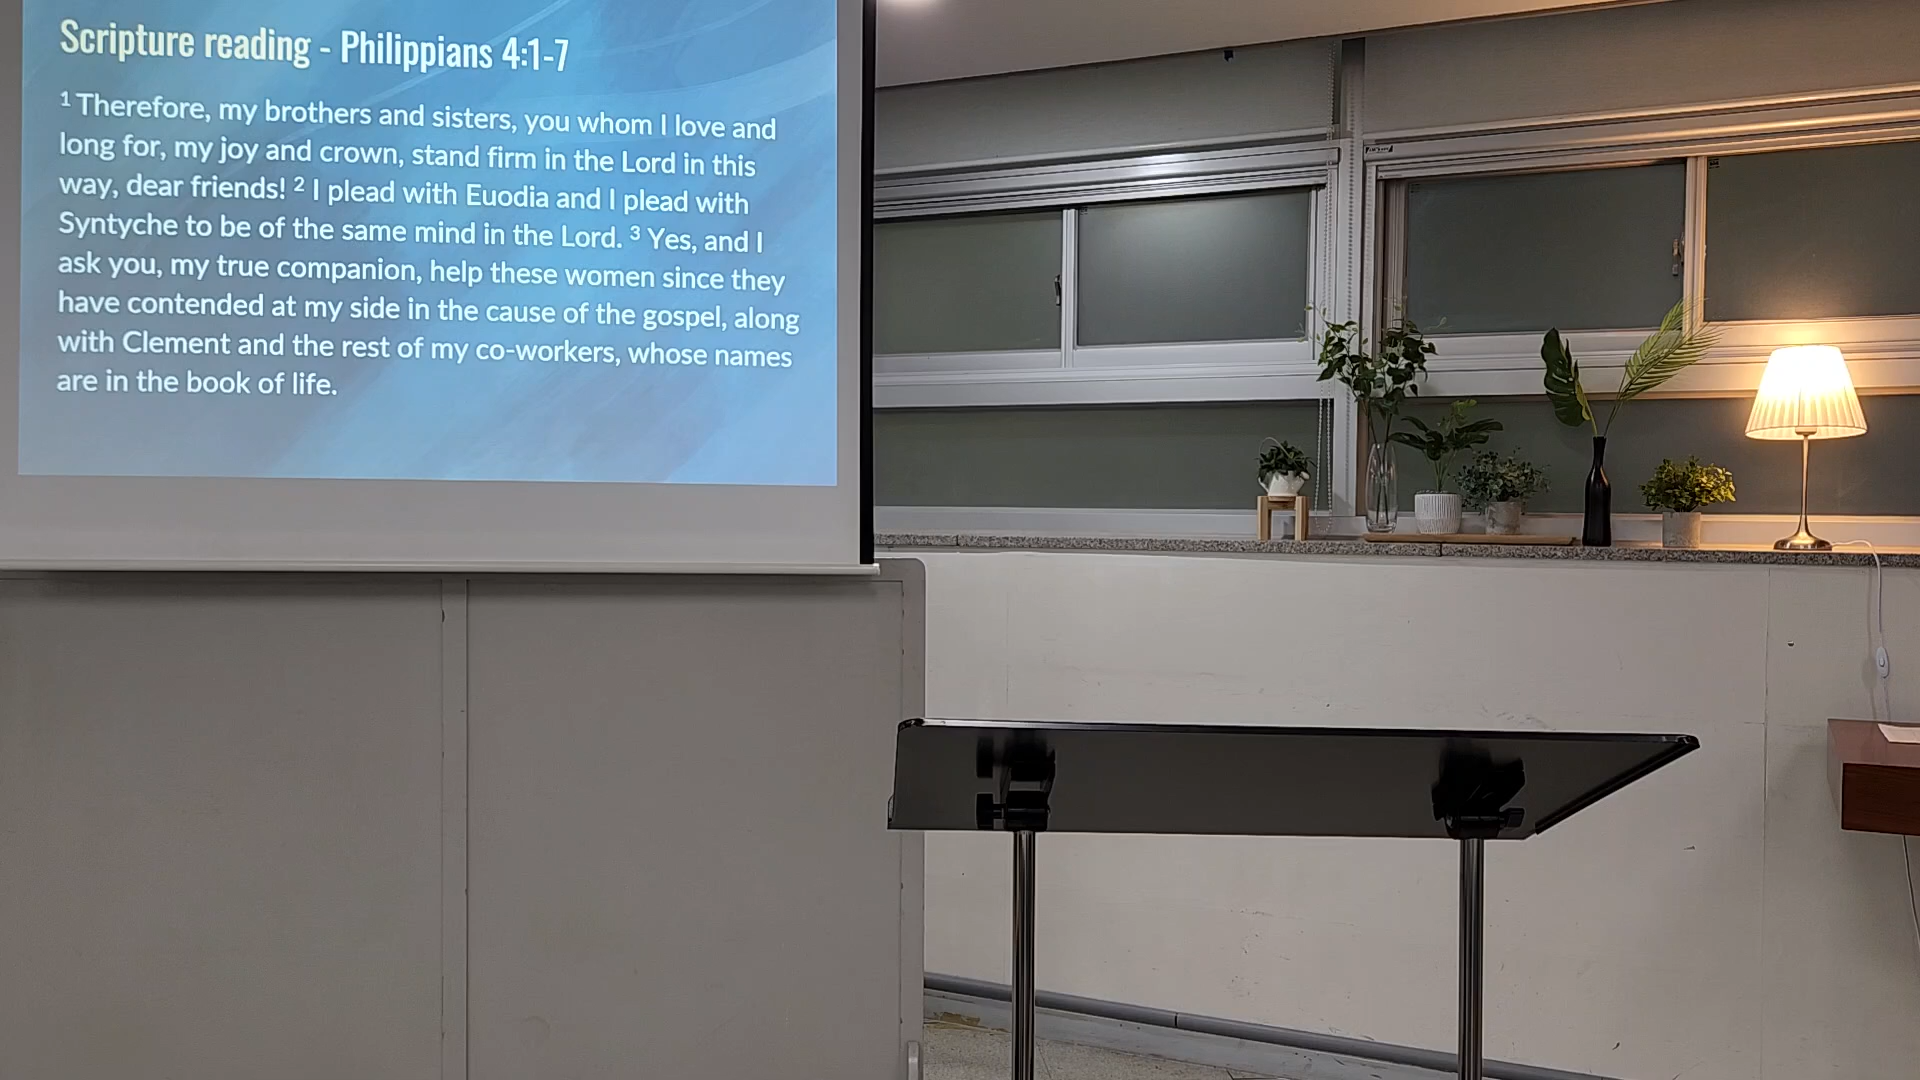 Scripture reading - Philippians 4:1-7
1 Therefore, my brothers and sisters, you whom I love and
long for, my joy and crown, stand firm in the Lord in this
way, dear friends! 2 I plead with Euodia and I plead with
Syntyche to be of the same mind in the Lord. 3 Yes, and I
ask you, my true companion, help these women since they
have contended at my side in the cause of the gospel, along
with Clement and the rest of my co-workers, whose names
are in the book of life.